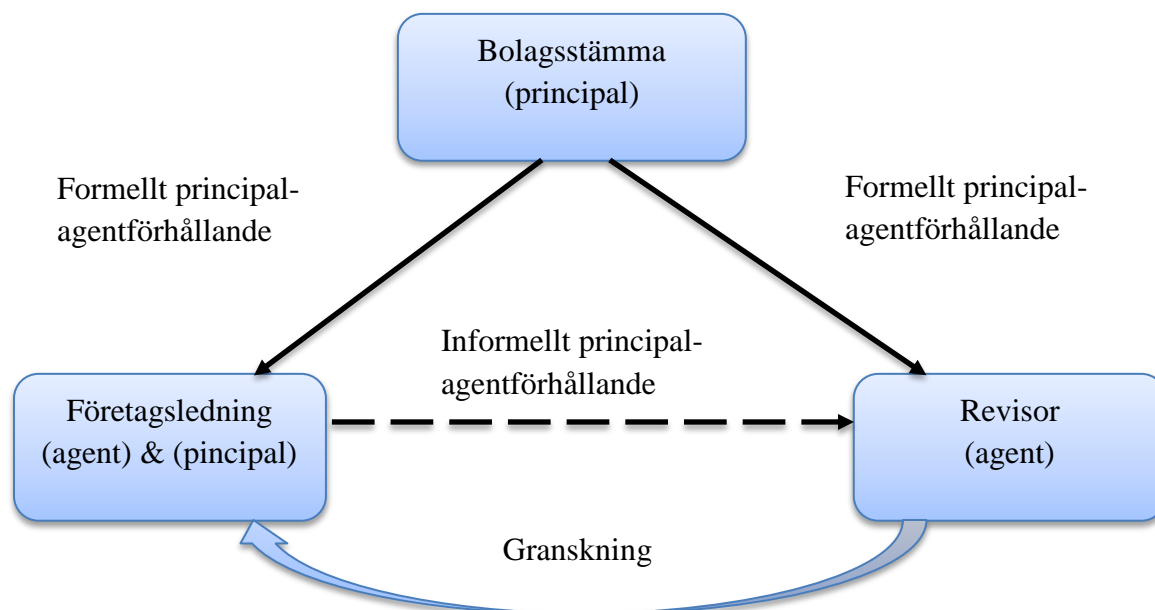 Bolagsstämma
(principal)
Formellt principal-
agentförhållande
Formellt principal-
agentförhållande
Informellt principal-
agentförhållande
Företagsledning
(agent) & (pincipal)
Revisor
(agent)
Granskning